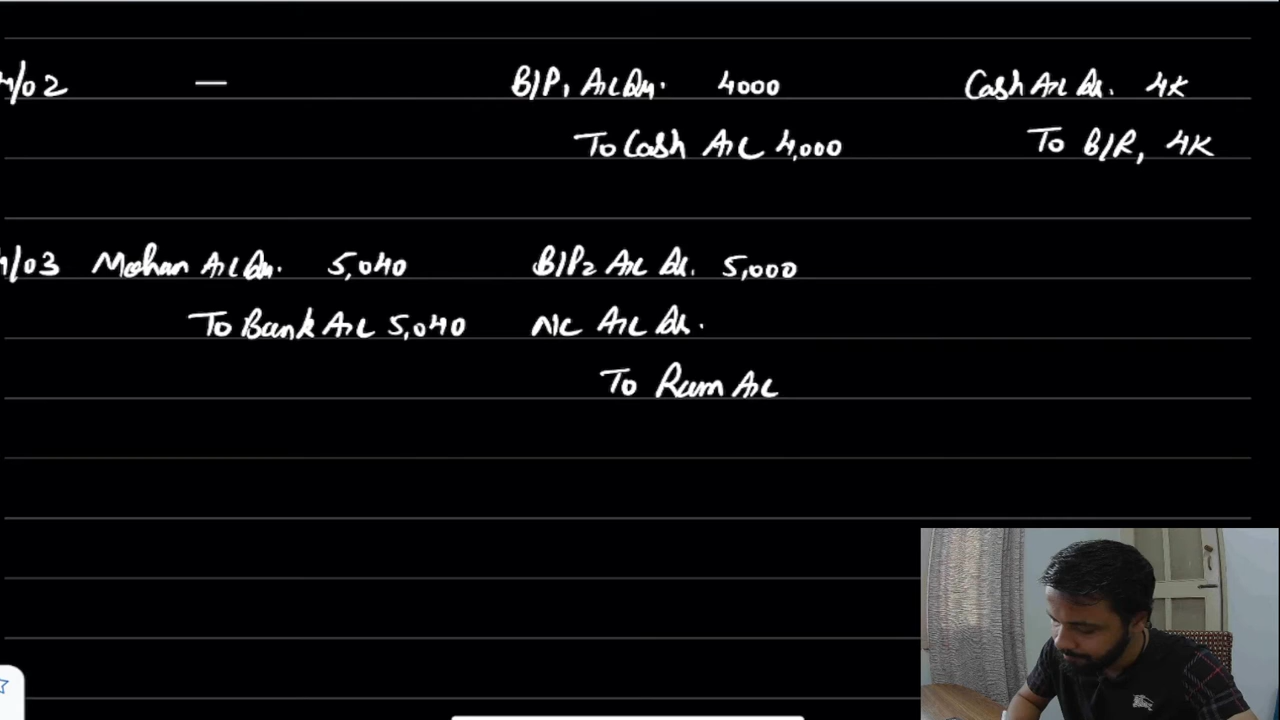 4/02 — B/P₁ A/c Dr. 4000 Cash A/c Dr. 4K
To Cash A/c 4,000 To B/R, 4K
4/03 Mohan A/c Dr. 5,040 B/P₂ A/c Dr. 5,000
To Bank A/c 5,040 N/C A/c Dr.
To Ram A/c